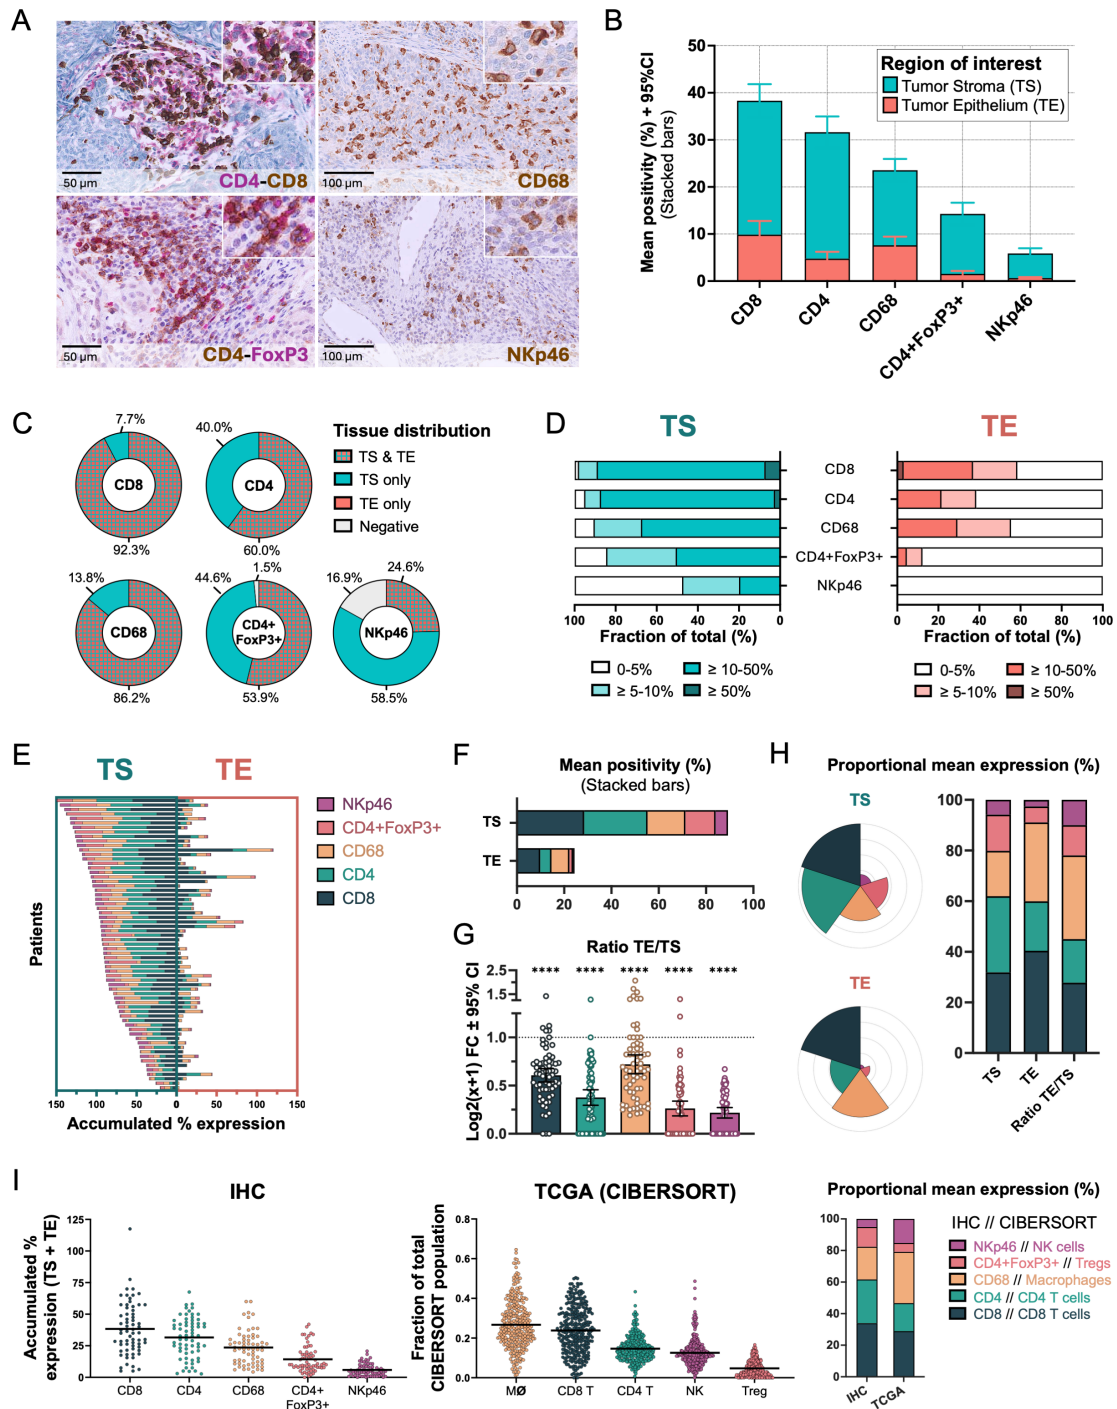 A
50 µm
CD4-CD8
100 µm
CD68
50 µm
CD4-FoxP3
100 µm
NKp46
B
Mean positivity (%) + 95%CI
(Stacked bars)
50
40
30
20
10
0
Region of interest
Tumor Stroma (TS)
Tumor Epithelium (TE)
CD8
CD4
CD68
CD4+FoxP3+
NKp46
C
7.7%
CD8
92.3%
40.0%
CD4
60.0%
Tissue distribution
TS & TE
TS only
TE only
Negative
13.8%
CD68
86.2%
44.6%
1.5%
CD4+
FoxP3+
53.9%
16.9%
24.6%
NKp46
58.5%
D
TS
TE
CD8
CD4
CD68
CD4+FoxP3+
NKp46
100 80 60 40 20 0
Fraction of total (%)
0 20 40 60 80 100
Fraction of total (%)
0-5%
≥ 10-50%
≥ 5-10%
≥ 50%
0-5%
≥ 10-50%
≥ 5-10%
≥ 50%
E
TS
TE
Patients
150 100 50 0 50 100 150
Accumulated % expression
NKp46
CD4+FoxP3+
CD68
CD4
CD8
F
Mean positivity (%)
(Stacked bars)
TS
TE
0 20 40 60 80 100
G
Ratio TE/TS
Log2(x+1) FC ± 95% CI
2.5
1.5
1.0
0.5
0.0
**** **** **** **** ****
H
Proportional mean expression (%)
TS
TE
100
80
60
40
20
0
TS
TE
Ratio TE/TS
I
IHC
Accumulated %
expression (TS + TE)
125
100
75
50
25
0
CD8
CD4
CD68
CD4+
FoxP3+
NKp46
TCGA (CIBERSORT)
Fraction of total
CIBERSORT population
0.8
0.6
0.4
0.2
0.0
MØ
CD8 T
CD4 T
NK
Treg
Proportional mean expression (%)
100
80
60
40
20
0
IHC
TCGA
IHC // CIBERSORT
NKp46 // NK cells
CD4+FoxP3+ // Tregs
CD68 // Macrophages
CD4 // CD4 T cells
CD8 // CD8 T cells